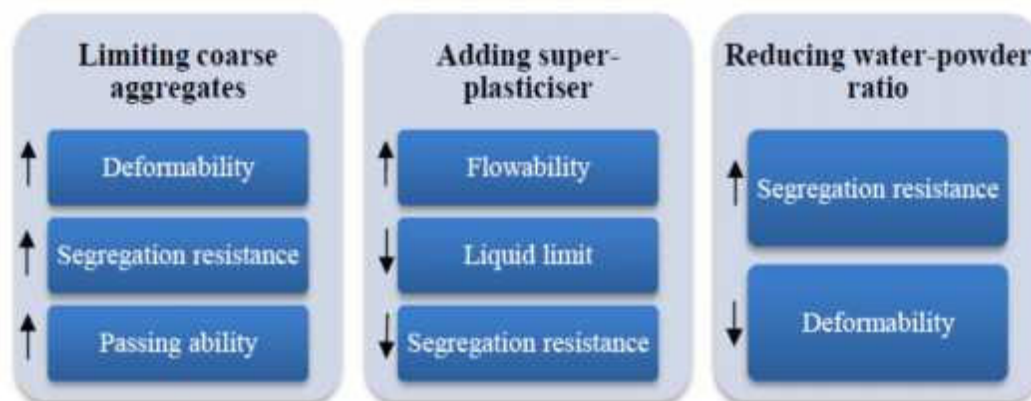 Limiting coarse
aggregates
Deformability
Segregation resistance
Passing ability
Adding super-
plasticiser
Flowability
Liquid limit
Segregation resistance
Reducing water-powder
ratio
Segregation resistance
Deformability